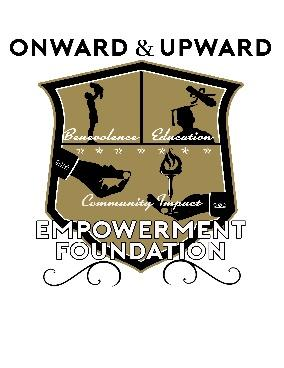 ONWARD & UPWARD
Benevolence Education
Community Impact
EMPOWERMENT
FOUNDATION